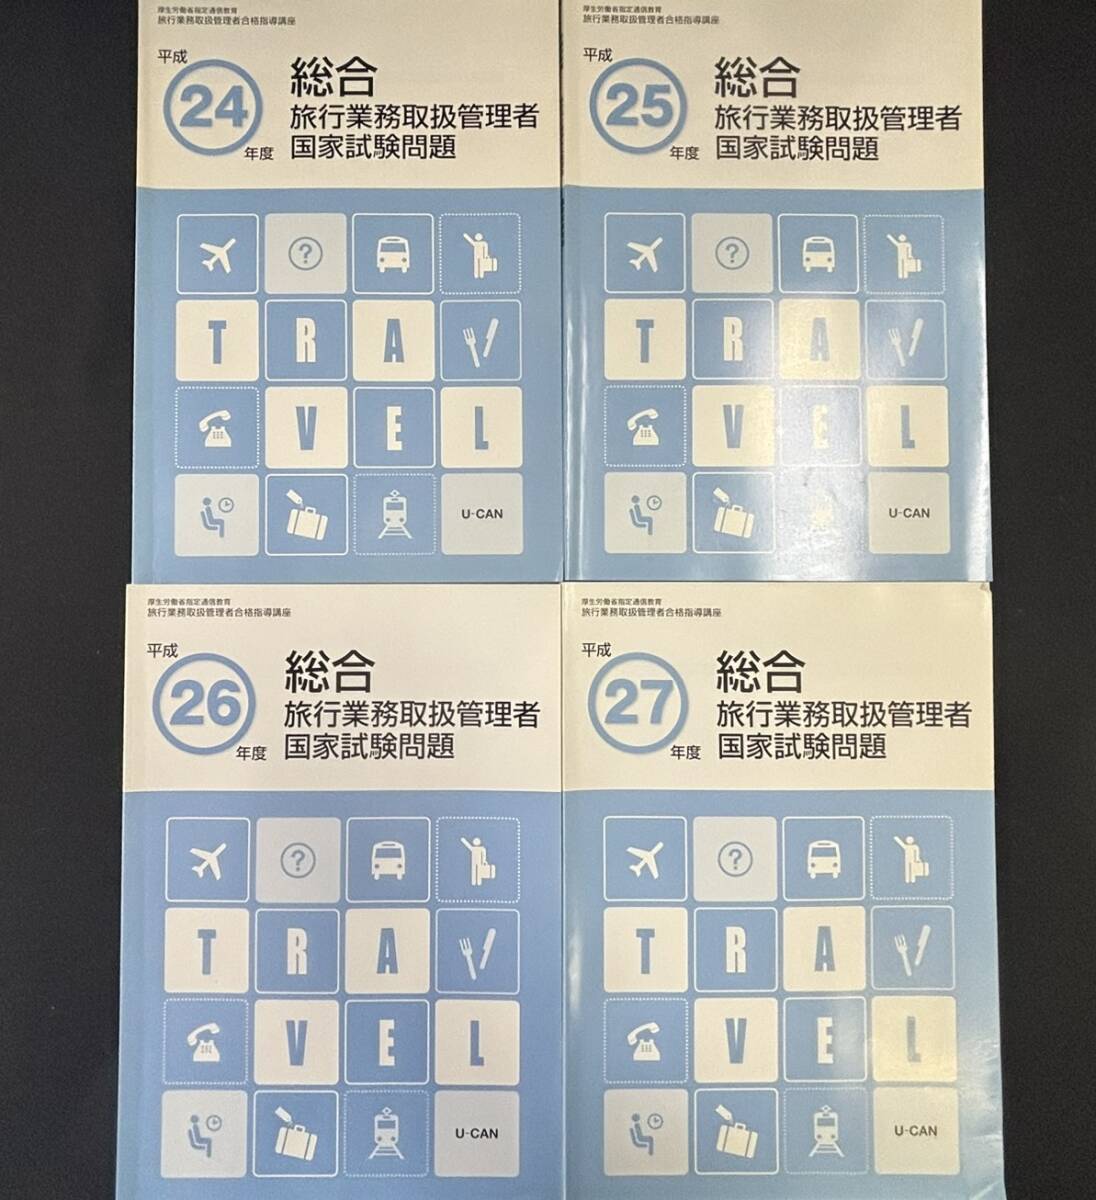 厚生労働省指定通信教育
旅行業務取扱管理者合格指導講座
平成
24
年度
総合
旅行業務取扱管理者
国家試験問題
?
T R A
V E L
U-CAN
厚生労働省指定通信教育
旅行業務取扱管理者合格指導講座
平成
25
年度
総合
旅行業務取扱管理者
国家試験問題
?
T R A
V E L
U-CAN
厚生労働省指定通信教育
旅行業務取扱管理者合格指導講座
平成
26
年度
総合
旅行業務取扱管理者
国家試験問題
?
T R A
V E L
U-CAN
厚生労働省指定通信教育
旅行業務取扱管理者合格指導講座
平成
27
年度
総合
旅行業務取扱管理者
国家試験問題
?
T R A
V E L
U-CAN